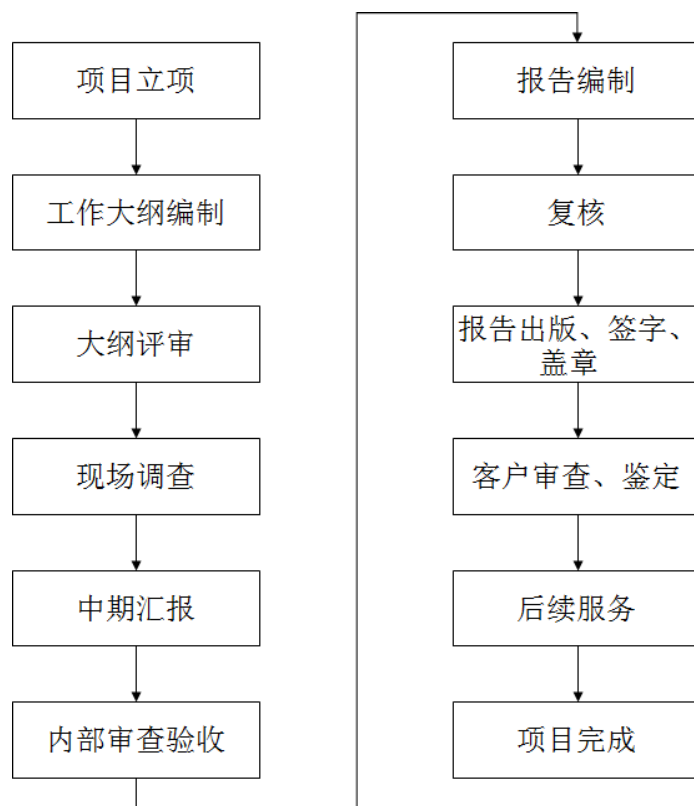 项目立项
工作大纲编制
大纲评审
现场调查
中期汇报
内部审查验收
报告编制
复核
报告出版、签字、
盖章
客户审查、鉴定
后续服务
项目完成